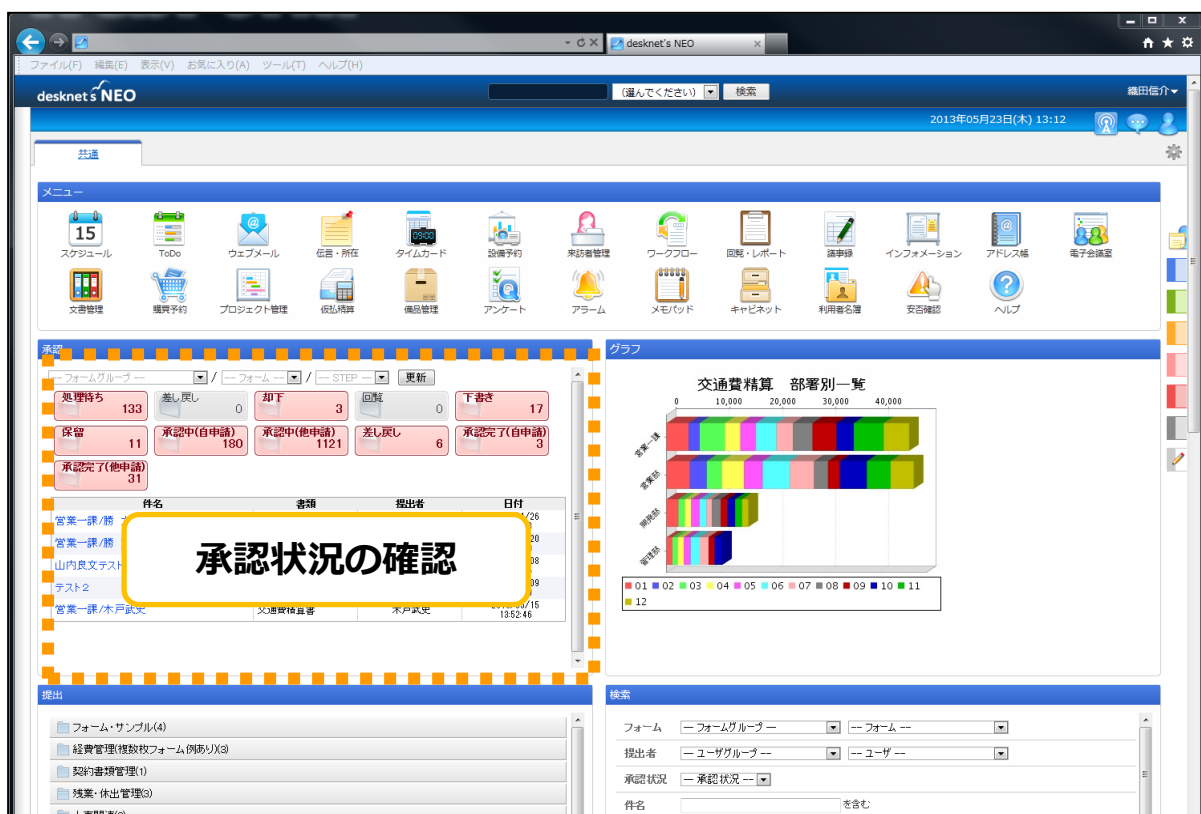 desknet's NEO
ファイル(F) 編集(E) 表示(V) お気に入り(A) ツール(T) ヘルプ(H)
desknet's NEO (選んでください) 検索 織田信介
2013年05月23日(木) 13:12
共通
メニュー
15 09:00
スケジュール ToDo ウェブメール 伝言・所在 タイムカード 設備予約 来訪者管理 ワークフロー 回覧・レポート 議事録 インフォメーション アドレス帳 電子会議室
文書管理 購買予約 プロジェクト管理 仮払精算 備品管理 アンケート アラーム メモパッド キャビネット 利用者名簿 安否確認 ヘルプ
承認
-- フォームグループ -- / -- フォーム -- / -- STEP -- 更新
処理待ち 133 差し戻し 0 却下 3 回覧 0 下書き 17
保留 11 承認中(自申請) 180 承認中(他申請) 1121 差し戻し 6 承認完了(自申請) 3
承認完了(他申請) 31
件名 書類 提出者 日付
営業一課/勝
営業一課/勝
山内良文テスト
テスト2
営業一課/木戸武史 交通費精算書 木戸武史
13:52:46
承認状況の確認
グラフ
交通費精算 部署別一覧
0 10,000 20,000 30,000 40,000
営業一課
営業部
開発部
管理部
01 02 03 04 05 06 07 08 09 10 11
12
提出
フォーム・サンプル(4)
経費管理(複数枚フォーム例あり)(3)
契約書類管理(1)
残業・休出管理(3)
検索
フォーム -- フォームグループ -- -- フォーム --
提出者 -- ユーザグループ -- -- ユーザ --
承認状況 -- 承認状況 --
件名 を含む